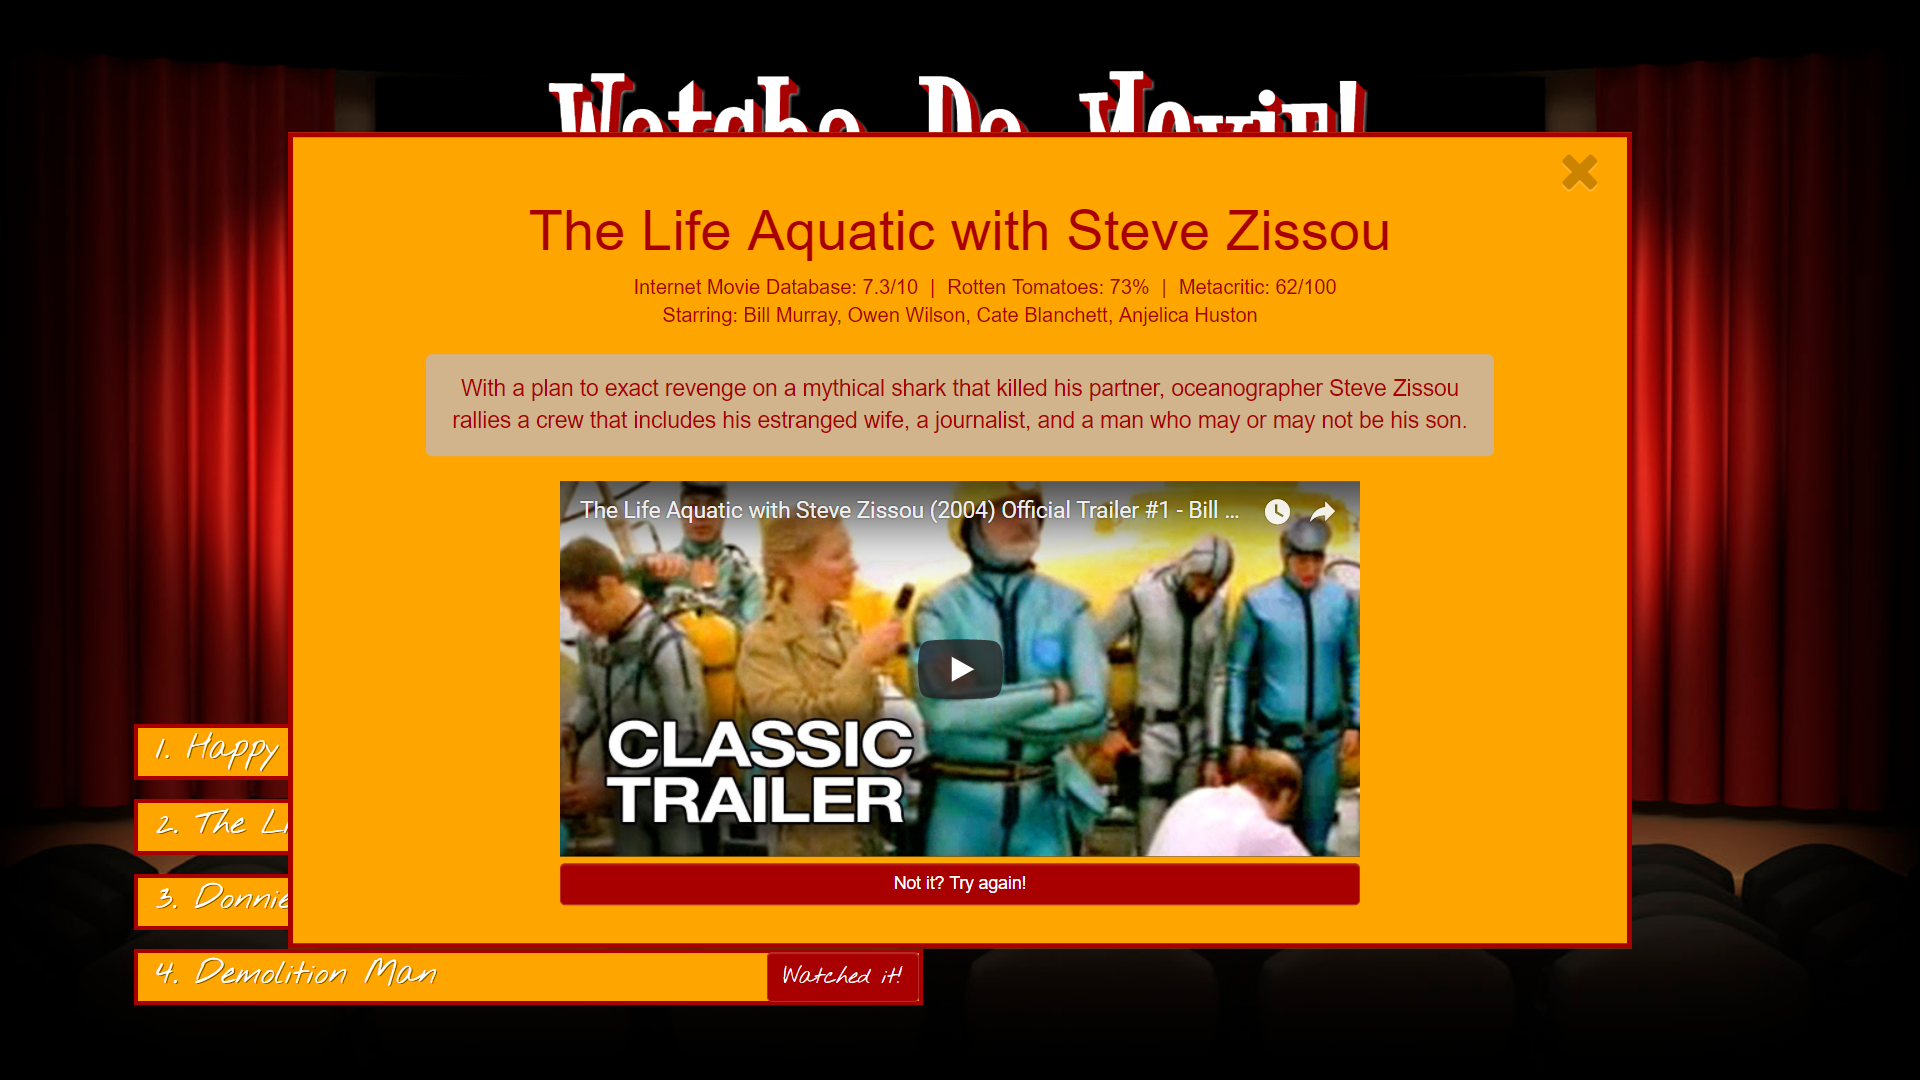 The Life Aquatic with Steve Zissou
Internet Movie Database: 7.3/10 | Rotten Tomatoes: 73% | Metacritic: 62/100
Starring: Bill Murray, Owen Wilson, Cate Blanchett, Anjelica Huston
With a plan to exact revenge on a mythical shark that killed his partner, oceanographer Steve Zissou
rallies a crew that includes his estranged wife, a journalist, and a man who may or may not be his son.
The Life Aquatic with Steve Zissou (2004) Official Trailer #1 - Bill ...
CLASSIC
TRAILER
Not it? Try again!
1. Happy
2. The
3. Donnie
4. Demolition Man
Watched it!